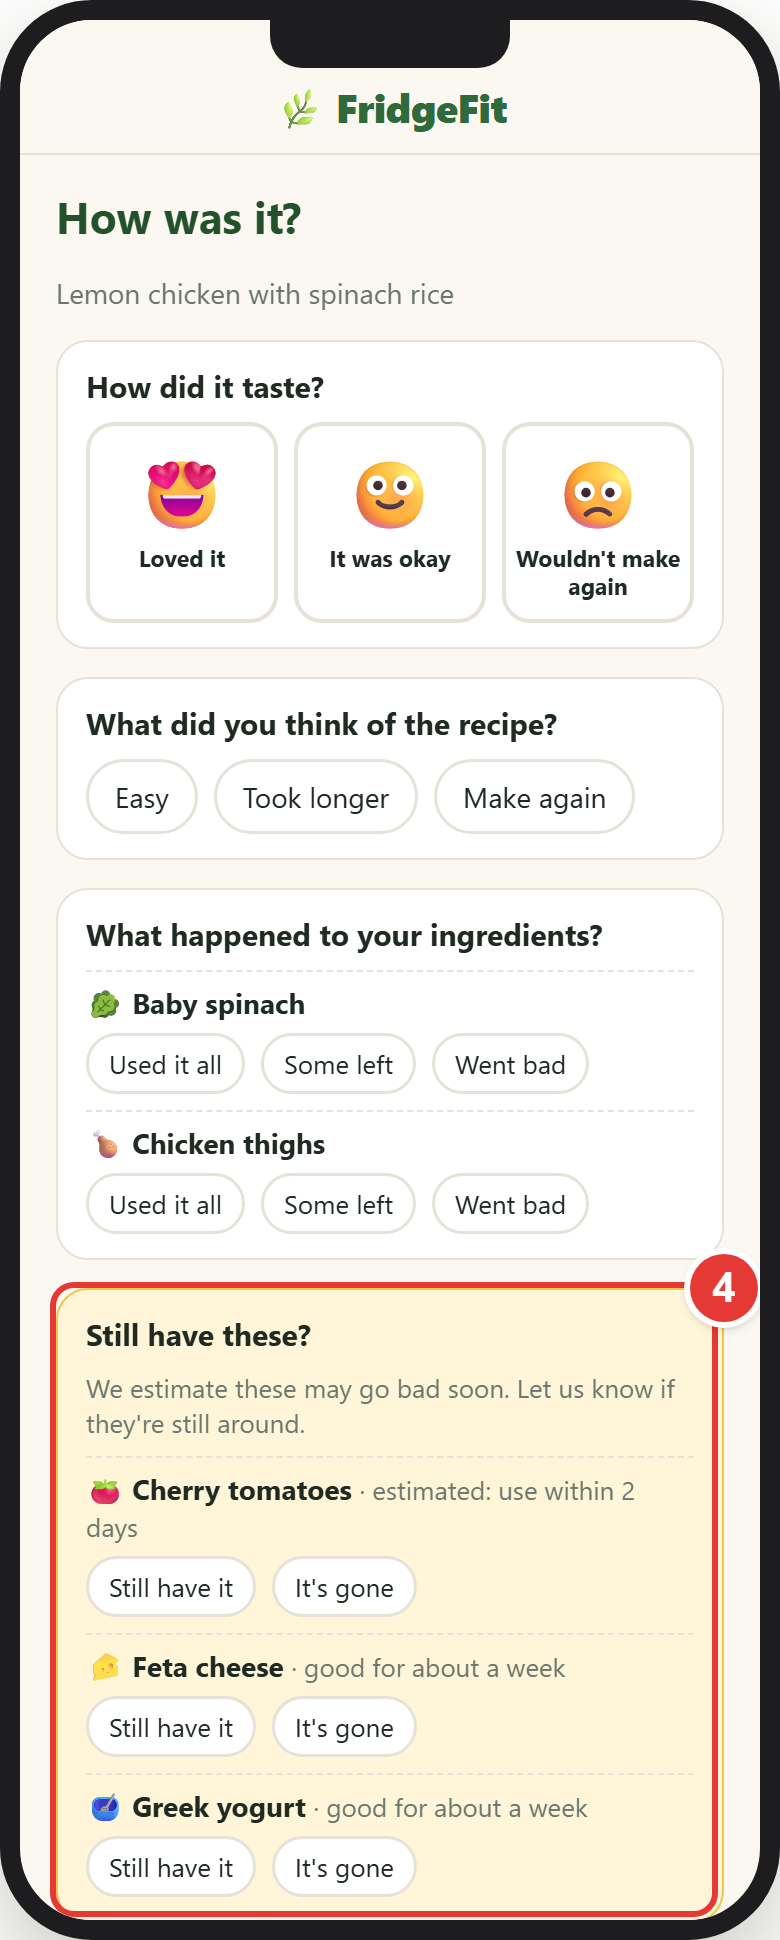 FridgeFit
How was it?
Lemon chicken with spinach rice
How did it taste?
Loved it
It was okay
Wouldn't make
again
What did you think of the recipe?
Easy
Took longer
Make again
What happened to your ingredients?
Baby spinach
Used it all
Some left
Went bad
Chicken thighs
Used it all
Some left
Went bad
4
Still have these?
We estimate these may go bad soon. Let us know if
they're still around.
Cherry tomatoes · estimated: use within 2
days
Still have it
It's gone
Feta cheese · good for about a week
Still have it
It's gone
Greek yogurt · good for about a week
Still have it
It's gone